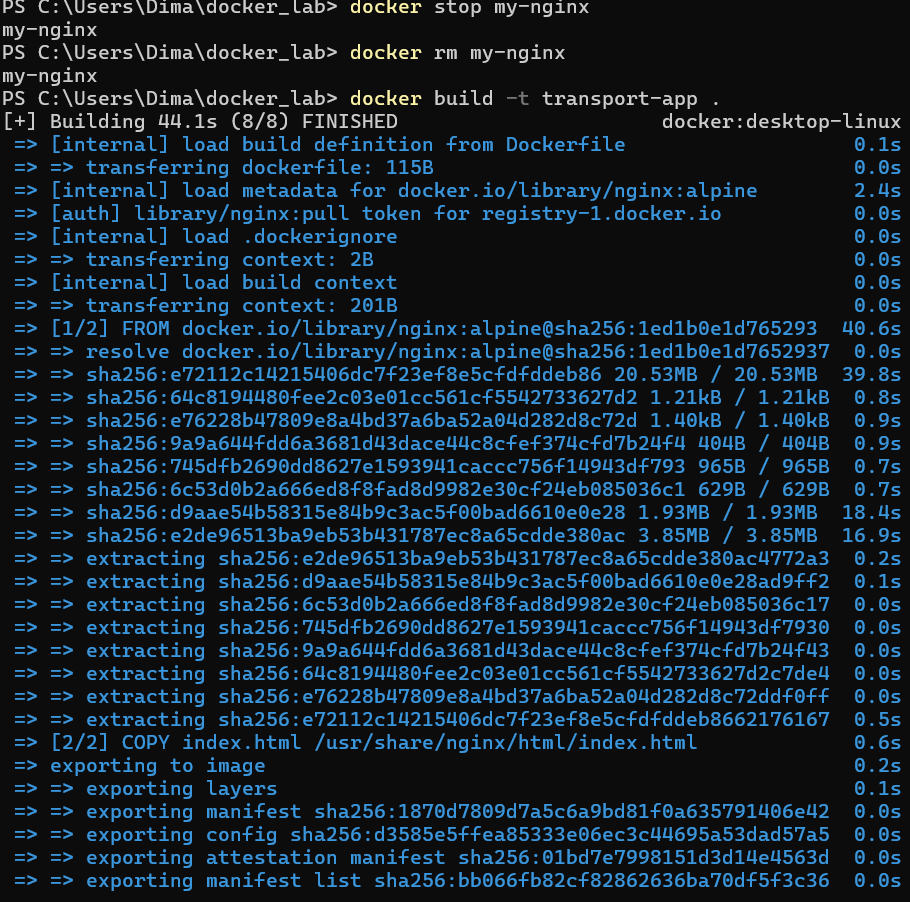 PS C:\Users\Dima\docker_lab> docker stop my-nginx
my-nginx
PS C:\Users\Dima\docker_lab> docker rm my-nginx
my-nginx
PS C:\Users\Dima\docker_lab> docker build -t transport-app .
[+] Building 44.1s (8/8) FINISHED docker:desktop-linux
=> [internal] load build definition from Dockerfile 0.1s
=> => transferring dockerfile: 115B 0.0s
=> [internal] load metadata for docker.io/library/nginx:alpine 2.4s
=> [auth] library/nginx:pull token for registry-1.docker.io 0.0s
=> [internal] load .dockerignore 0.0s
=> => transferring context: 2B 0.0s
=> [internal] load build context 0.0s
=> => transferring context: 201B 0.0s
=> [1/2] FROM docker.io/library/nginx:alpine@sha256:1ed1b0e1d765293 40.6s
=> => resolve docker.io/library/nginx:alpine@sha256:1ed1b0e1d7652937 0.0s
=> => sha256:e72112c14215406dc7f23ef8e5cfdfddeb86 20.53MB / 20.53MB 39.8s
=> => sha256:64c8194480fee2c03e01cc561cf5542733627d2 1.21kB / 1.21kB 0.8s
=> => sha256:e76228b47809e8a4bd37a6ba52a04d282d8c72d 1.40kB / 1.40kB 0.9s
=> => sha256:9a9a644fdd6a3681d43dace44c8cfef374cfd7b24f4 404B / 404B 0.9s
=> => sha256:745dfb2690dd8627e1593941caccc756f14943df793 965B / 965B 0.7s
=> => sha256:6c53d0b2a666ed8f8fad8d9982e30cf24eb085036c1 629B / 629B 0.7s
=> => sha256:d9aae54b58315e84b9c3ac5f00bad6610e0e28 1.93MB / 1.93MB 18.4s
=> => sha256:e2de96513ba9eb53b431787ec8a65cdde380ac 3.85MB / 3.85MB 16.9s
=> => extracting sha256:e2de96513ba9eb53b431787ec8a65cdde380ac4772a3 0.2s
=> => extracting sha256:d9aae54b58315e84b9c3ac5f00bad6610e0e28ad9ff2 0.1s
=> => extracting sha256:6c53d0b2a666ed8f8fad8d9982e30cf24eb085036c17 0.0s
=> => extracting sha256:745dfb2690dd8627e1593941caccc756f14943df7930 0.0s
=> => extracting sha256:9a9a644fdd6a3681d43dace44c8cfef374cfd7b24f43 0.0s
=> => extracting sha256:64c8194480fee2c03e01cc561cf5542733627d2c7de4 0.0s
=> => extracting sha256:e76228b47809e8a4bd37a6ba52a04d282d8c72ddf0ff 0.0s
=> => extracting sha256:e72112c14215406dc7f23ef8e5cfdfddeb8662176167 0.5s
=> [2/2] COPY index.html /usr/share/nginx/html/index.html 0.6s
=> exporting to image 0.2s
=> => exporting layers 0.1s
=> => exporting manifest sha256:1870d7809d7a5c6a9bd81f0a635791406e42 0.0s
=> => exporting config sha256:d3585e5ffea85333e06ec3c44695a53dad57a5 0.0s
=> => exporting attestation manifest sha256:01bd7e7998151d3d14e4563d 0.0s
=> => exporting manifest list sha256:bb066fb82cf82862636ba70df5f3c36 0.0s